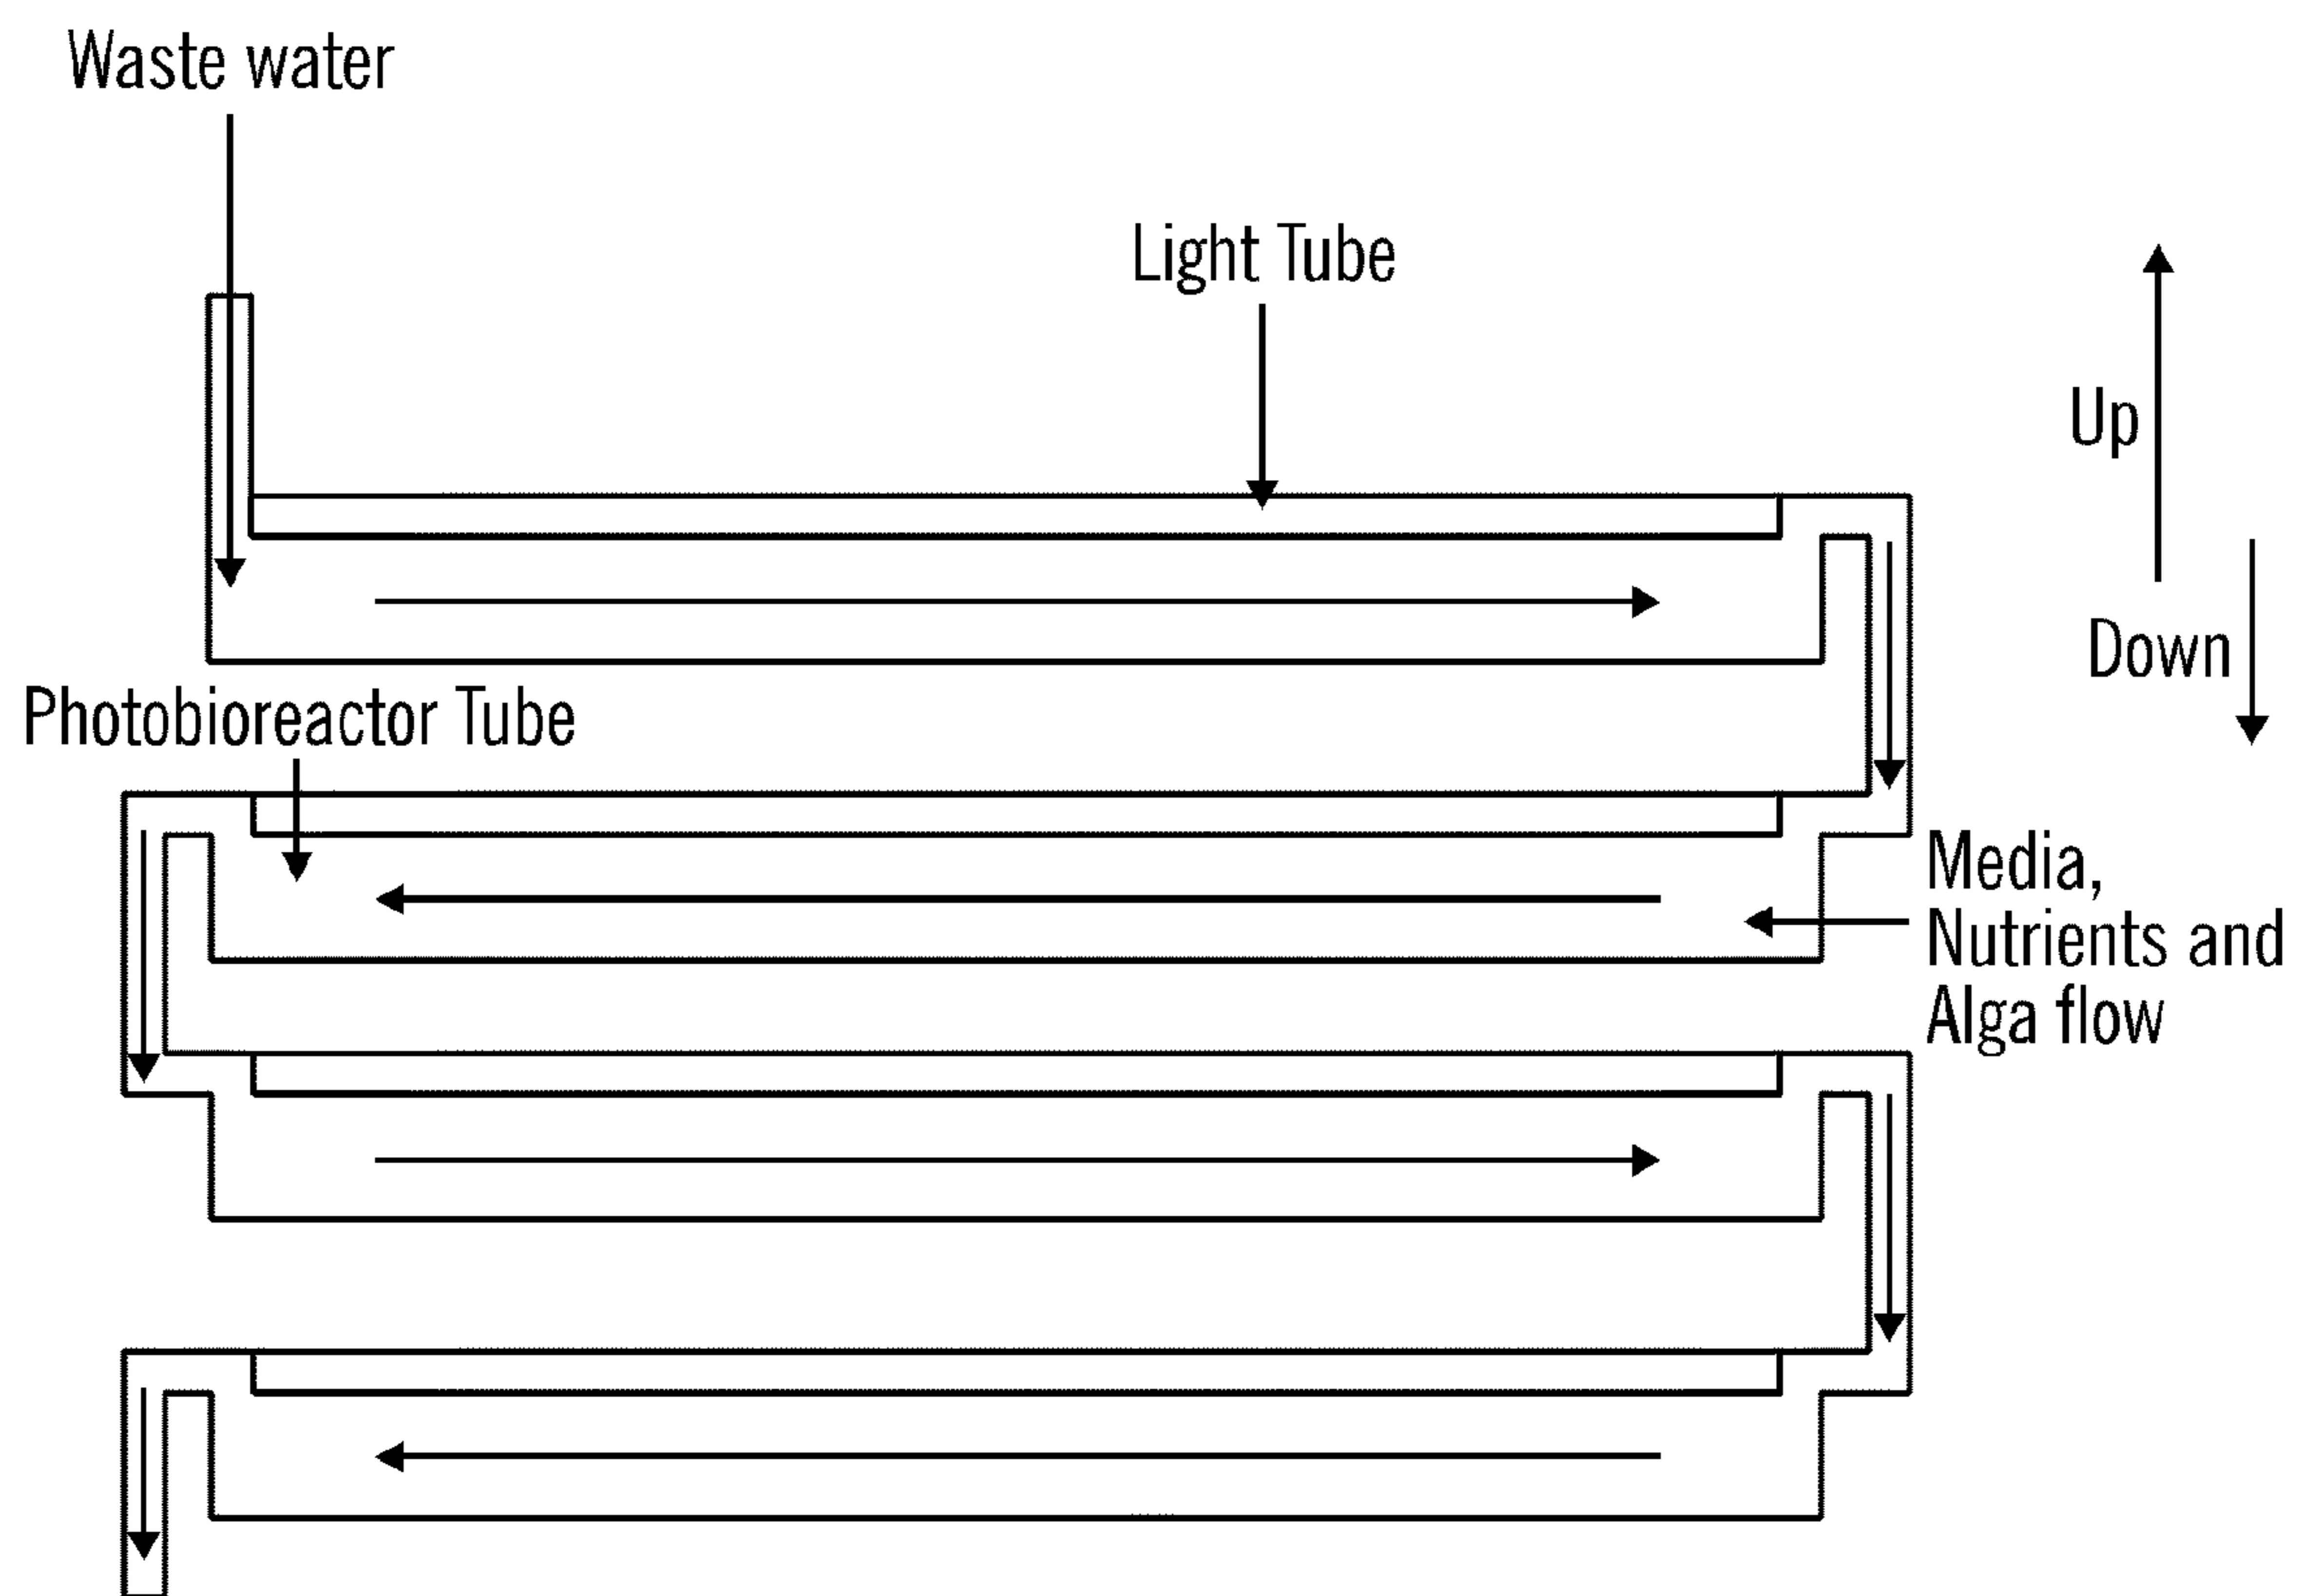 Waste water
Light Tube
Up
Down
Photobioreactor Tube
Media,
Nutrients and
Alga flow